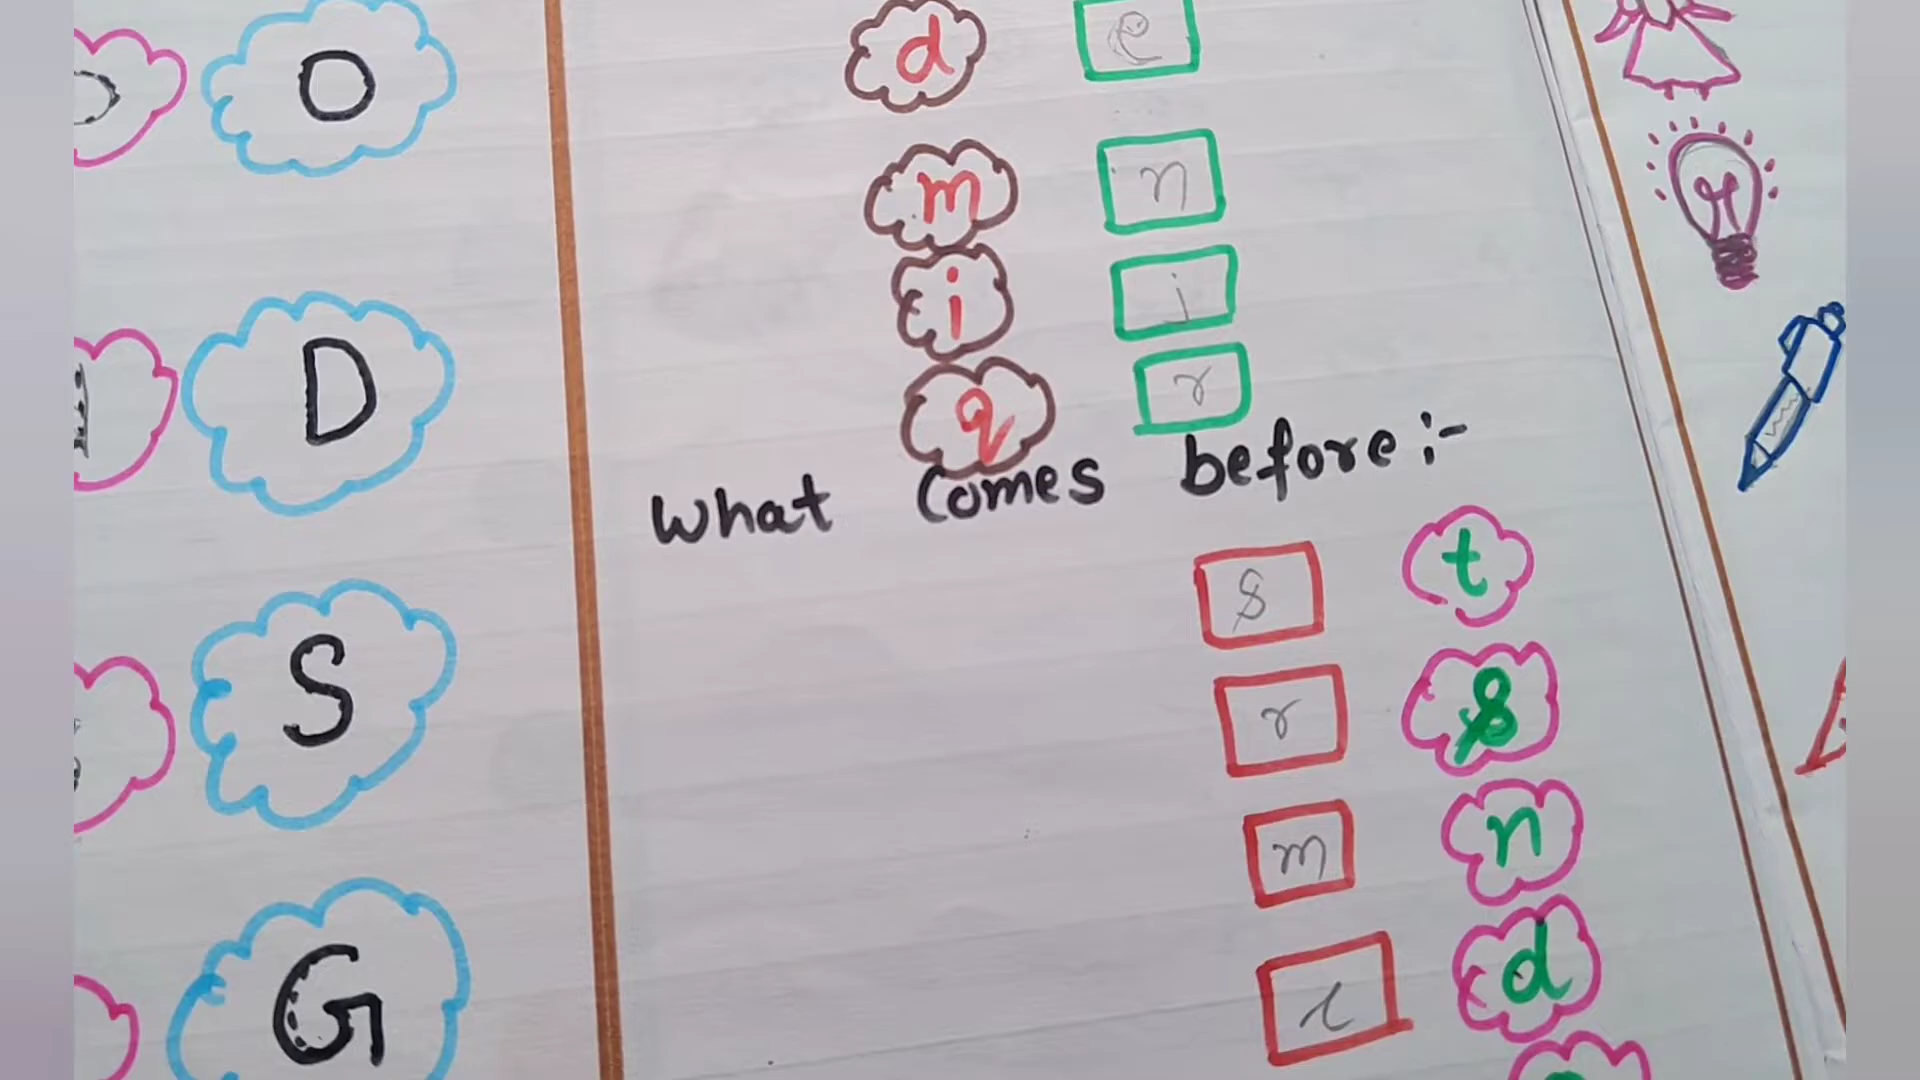 O
D
S
G
d e
m n
i j
q r
What comes before :-
s t
r s
m n
c d